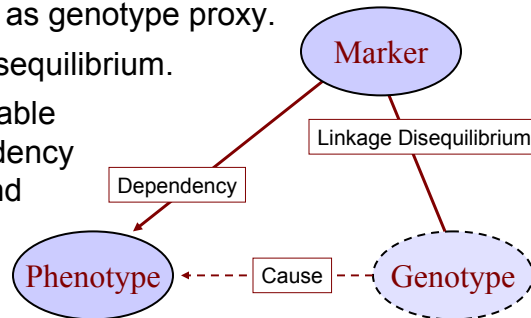 as genotype proxy.
sequilibrium.
able
dency
nd
Marker
Linkage Disequilibrium
Dependency
Phenotype
Cause
Genotype